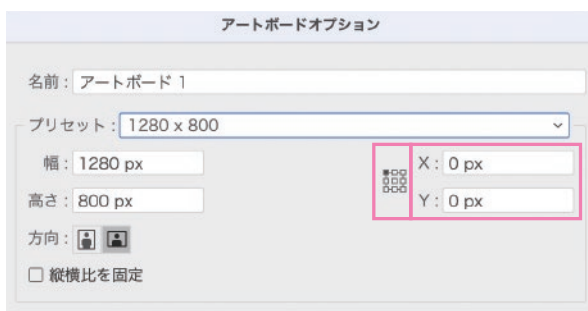 アートボードオプション
名前 : アートボード 1
プリセット : 1280 x 800
幅 : 1280 px
X : 0 px
高さ : 800 px
Y : 0 px
方向 :
縦横比を固定